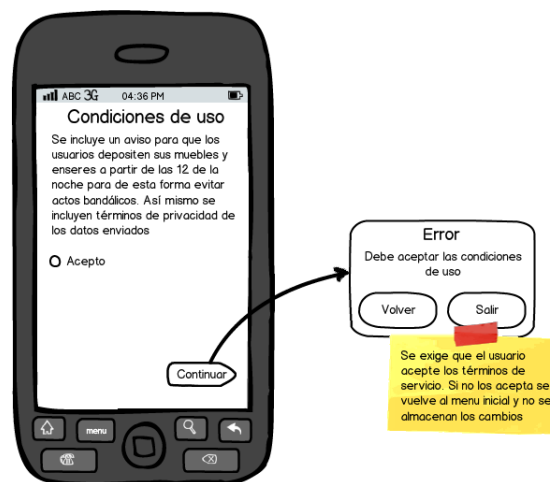 ABC 3G 04:36 PM
Condiciones de uso
Se incluye un aviso para que los
usuarios depositen sus muebles y
enseres a partir de las 12 de la
noche para de esta forma evitar
actos bandálicos. Así mismo se
incluyen términos de privacidad de
los datos enviados
Acepto
Continuar
menu
Error
Debe aceptar las condiciones
de uso
Volver
Salir
Se exige que el usuario
acepte los términos de
servicio. Si no los acepta se
vuelve al menu inicial y no se
almacenan los cambios